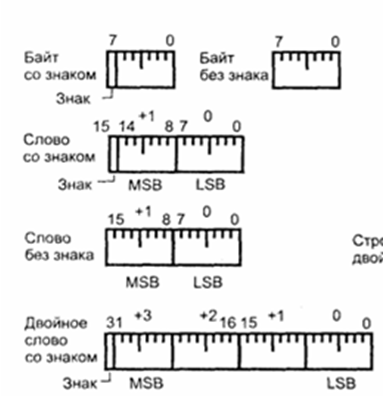 7 0 7 0
Байт Байт
со знаком без знака
Знак
15 14 +1 8 7 0 0
Слово
со знаком
Знак MSB LSB
15 +1 8 7 0 0
Слово
без знака
MSB LSB
Стро
двой
31 +3 +2 16 15 +1 0 0
Двойное
слово
со знаком
Знак MSB LSB